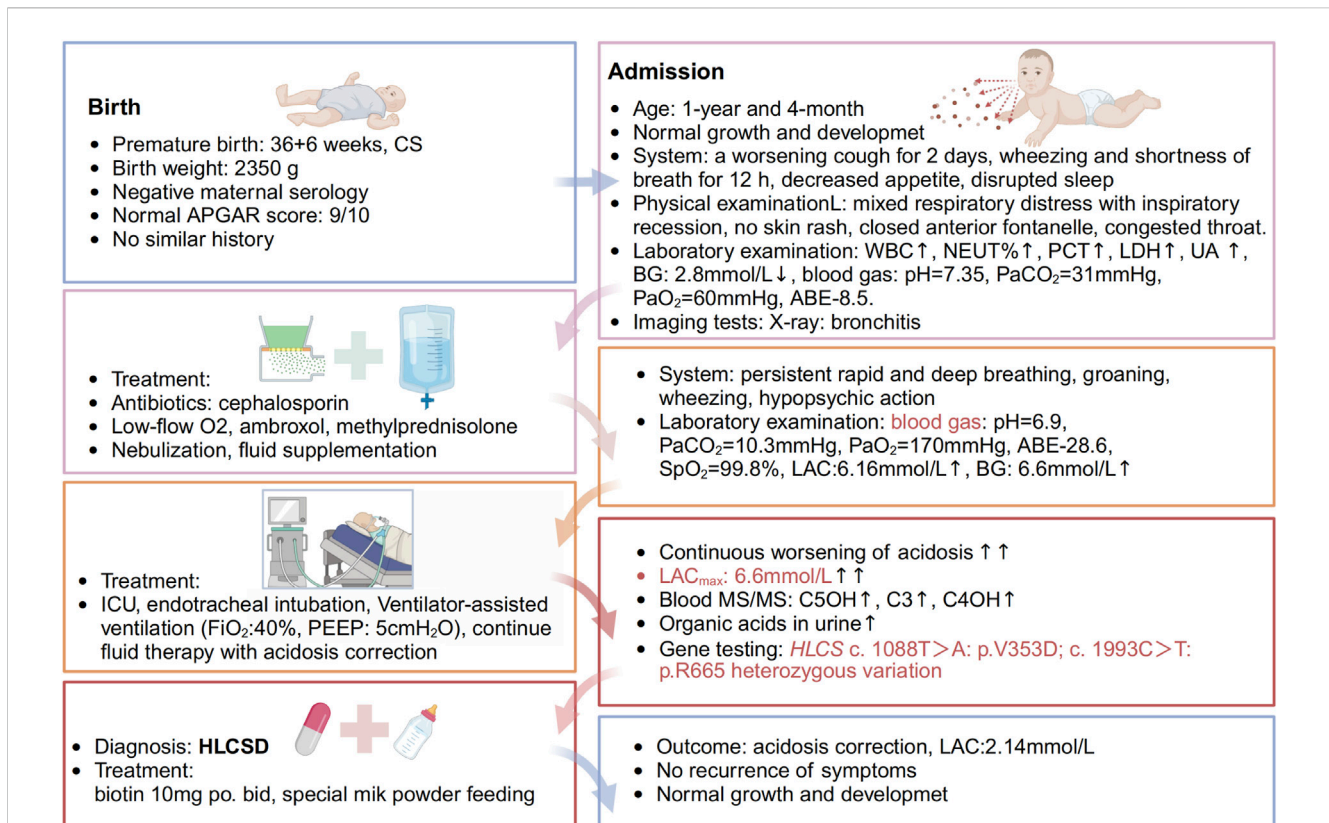 Birth
• Premature birth: 36+6 weeks, CS
• Birth weight: 2350 g
• Negative maternal serology
• Normal APGAR score: 9/10
• No similar history
Admission
• Age: 1-year and 4-month
• Normal growth and developmet
• System: a worsening cough for 2 days, wheezing and shortness of
breath for 12 h, decreased appetite, disrupted sleep
• Physical examinationL: mixed respiratory distress with inspiratory
recession, no skin rash, closed anterior fontanelle, congested throat.
• Laboratory examination: WBC↑, NEUT%↑, PCT↑, LDH↑, UA ↑,
BG: 2.8mmol/L↓, blood gas: pH=7.35, PaCO₂=31mmHg,
PaO₂=60mmHg, ABE-8.5.
• Imaging tests: X-ray: bronchitis
• Treatment:
• Antibiotics: cephalosporin
• Low-flow O2, ambroxol, methylprednisolone
• Nebulization, fluid supplementation
• System: persistent rapid and deep breathing, groaning,
wheezing, hypopsychic action
• Laboratory examination: blood gas: pH=6.9,
PaCO₂=10.3mmHg, PaO₂=170mmHg, ABE-28.6,
SpO₂=99.8%, LAC:6.16mmol/L↑, BG: 6.6mmol/L↑
• Treatment:
• ICU, endotracheal intubation, Ventilator-assisted
ventilation (FiO₂:40%, PEEP: 5cmH₂O), continue
fluid therapy with acidosis correction
• Continuous worsening of acidosis ↑↑
• LACmax: 6.6mmol/L↑↑
• Blood MS/MS: C5OH↑, C3↑, C4OH↑
• Organic acids in urine↑
• Gene testing: HLCS c. 1088T>A: p.V353D; c. 1993C>T:
p.R665 heterozygous variation
• Diagnosis: HLCSD
• Treatment:
biotin 10mg po. bid, special mik powder feeding
• Outcome: acidosis correction, LAC:2.14mmol/L
• No recurrence of symptoms
• Normal growth and developmet